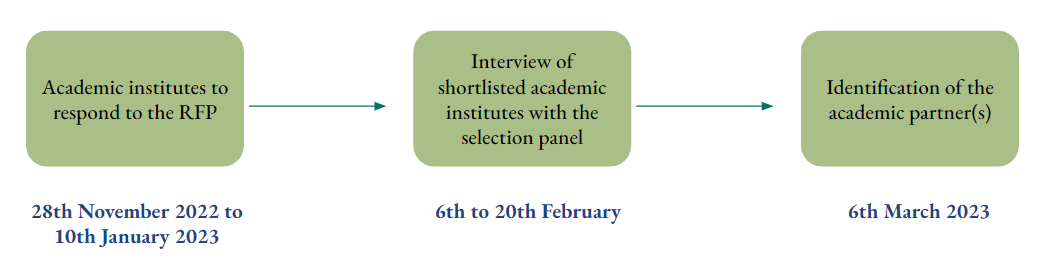 Academic institutes to
respond to the RFP
Interview of
shortlisted academic
institutes with the
selection panel
Identification of the
academic partner(s)
28th November 2022 to
10th January 2023
6th to 20th February
6th March 2023